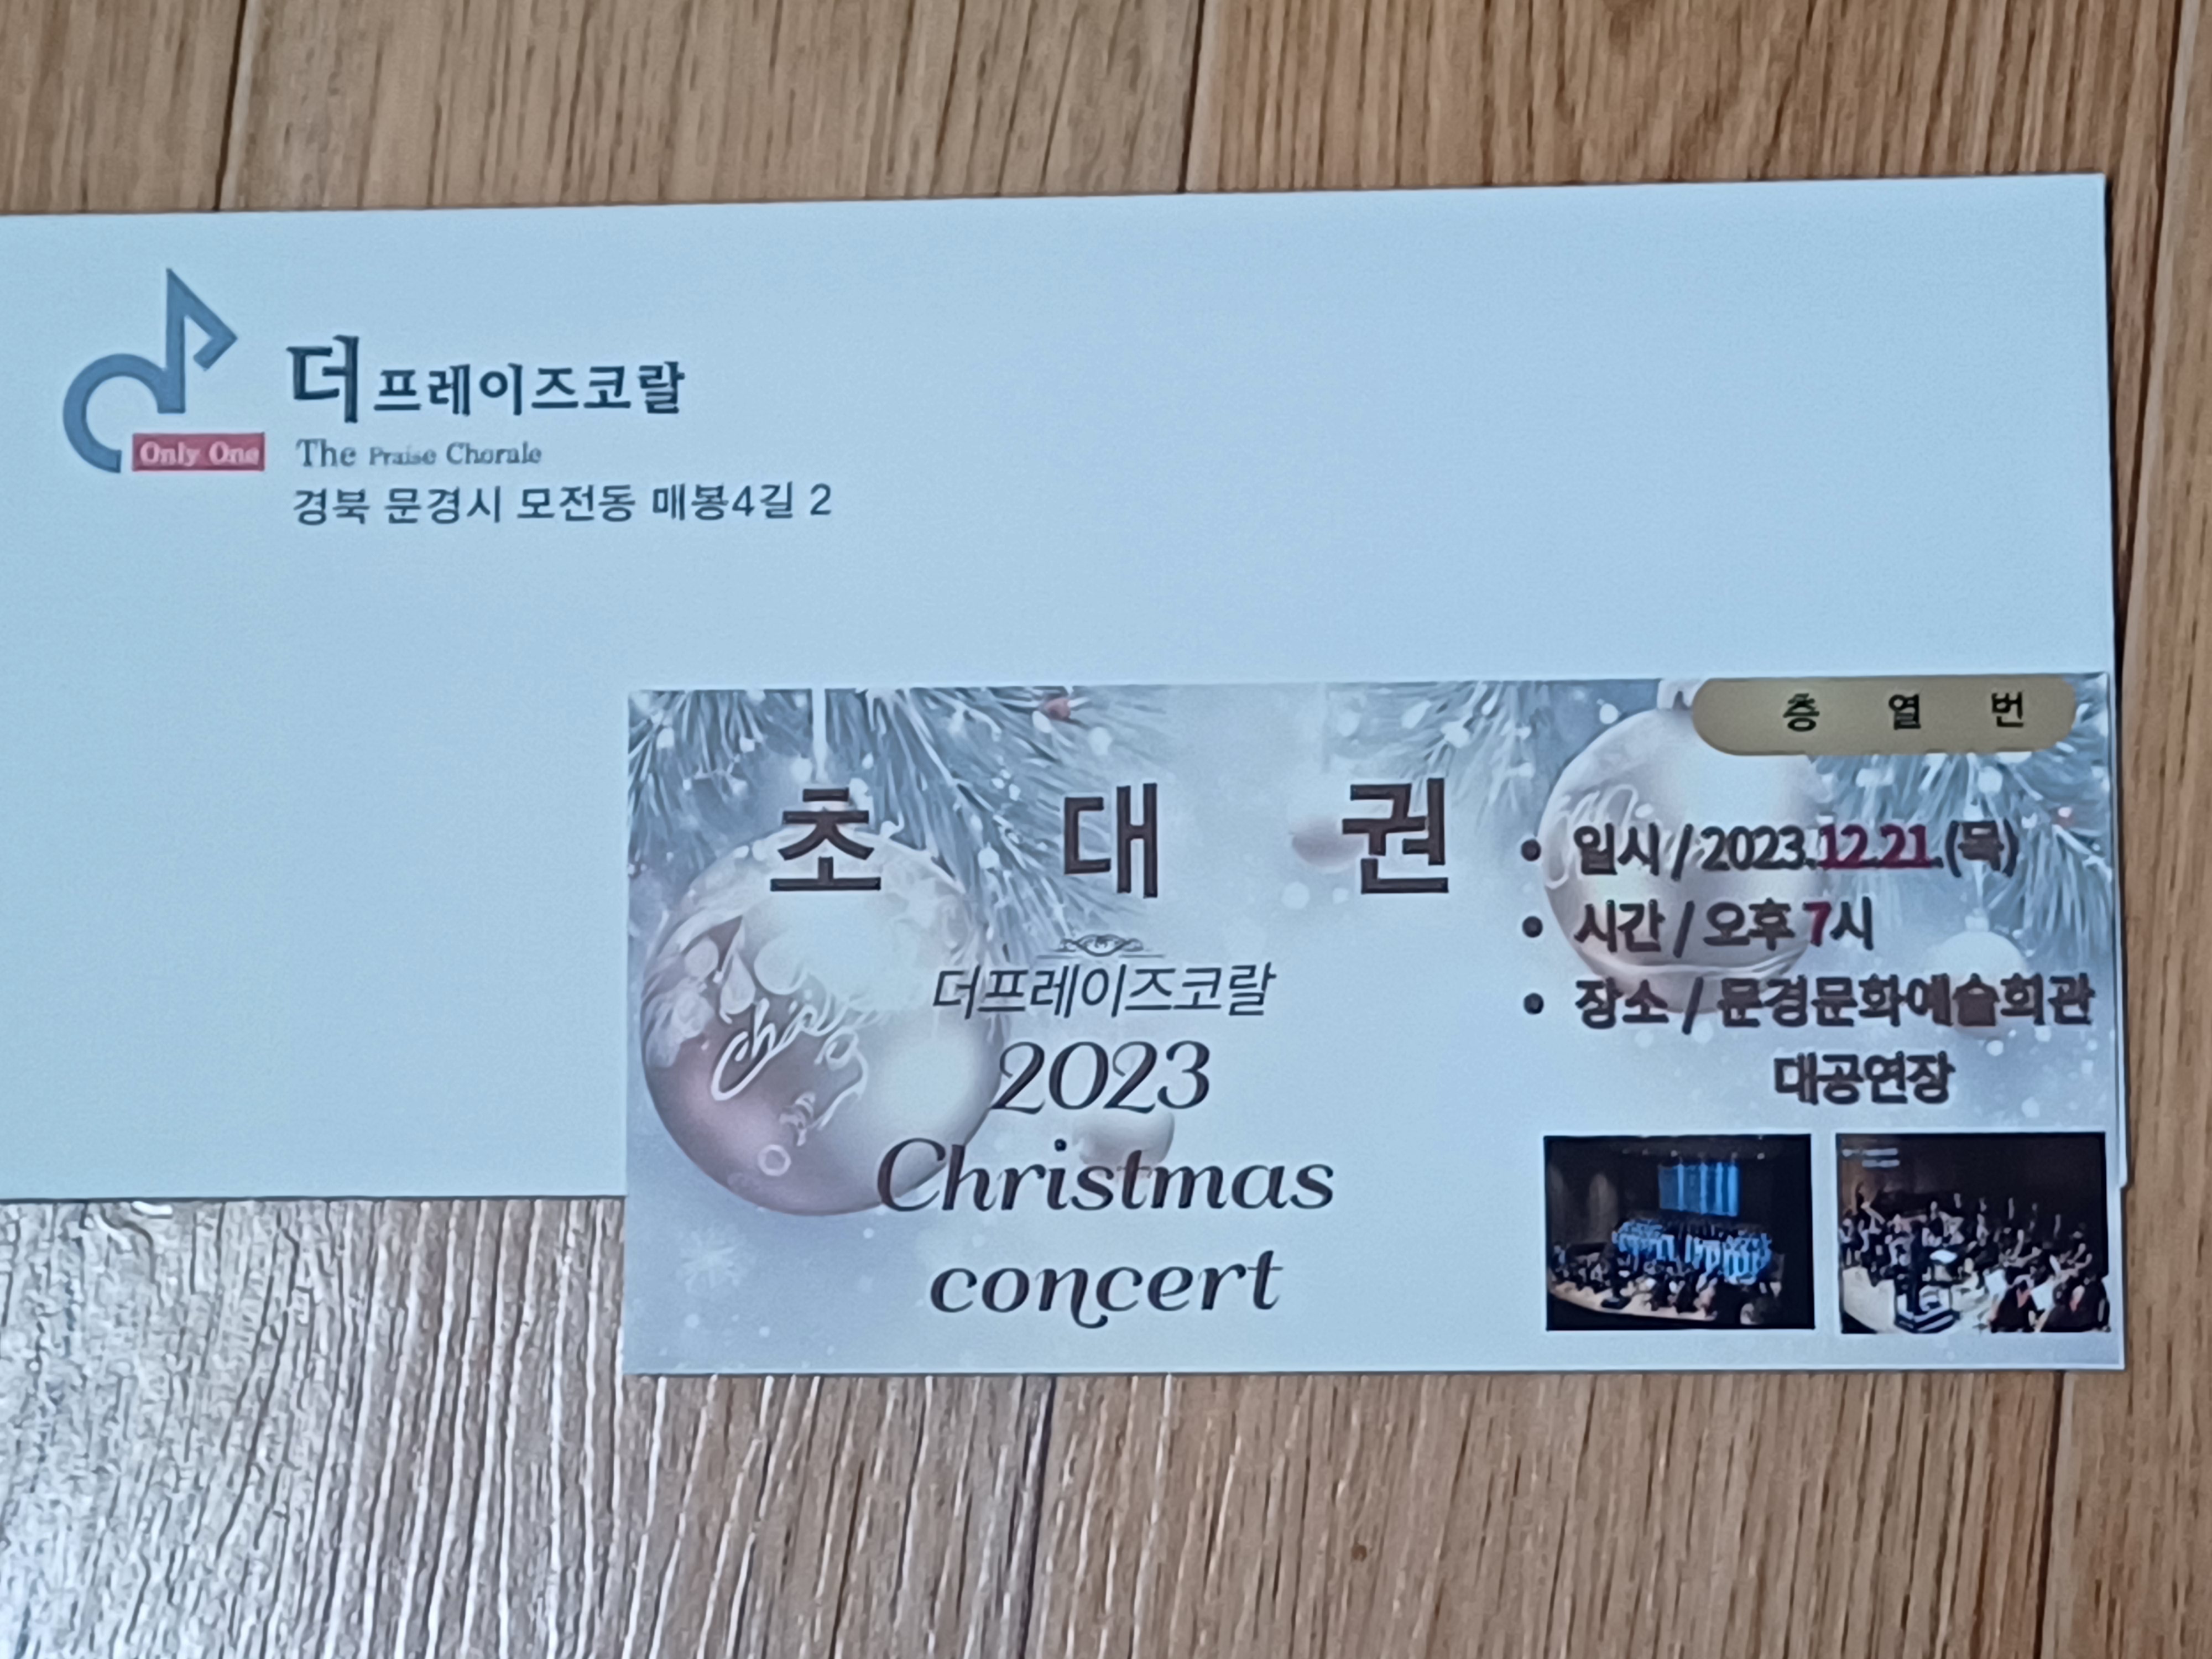 더프레이즈코랄
Only One
The Praise Chorale
경북 문경시 모전동 매봉4길 2
층 열 번
초 대 권
더프레이즈코랄
2023
Christmas
concert
• 일시 / 2023.12.21.(목)
• 시간 / 오후 7시
• 장소 / 문경문화예술회관
대공연장